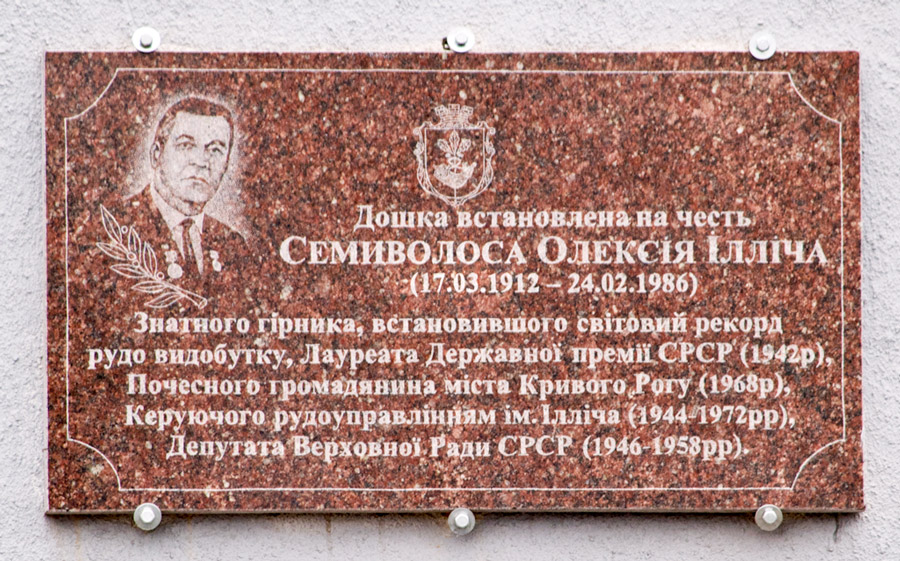 Дошка встановлена на честь
Семиволоса Олексія Ілліча
(17.03.1912 – 24.02.1986)
Знатного гірника, встановившого світовий рекорд
рудо видобутку, Лауреата Державної премії СРСР (1942р),
Почесного громадянина міста Кривого Рогу (1968р),
Керуючого рудоуправлінням ім. Ілліча (1944-1972рр),
Депутата Верховної Ради СРСР (1946-1958рр).